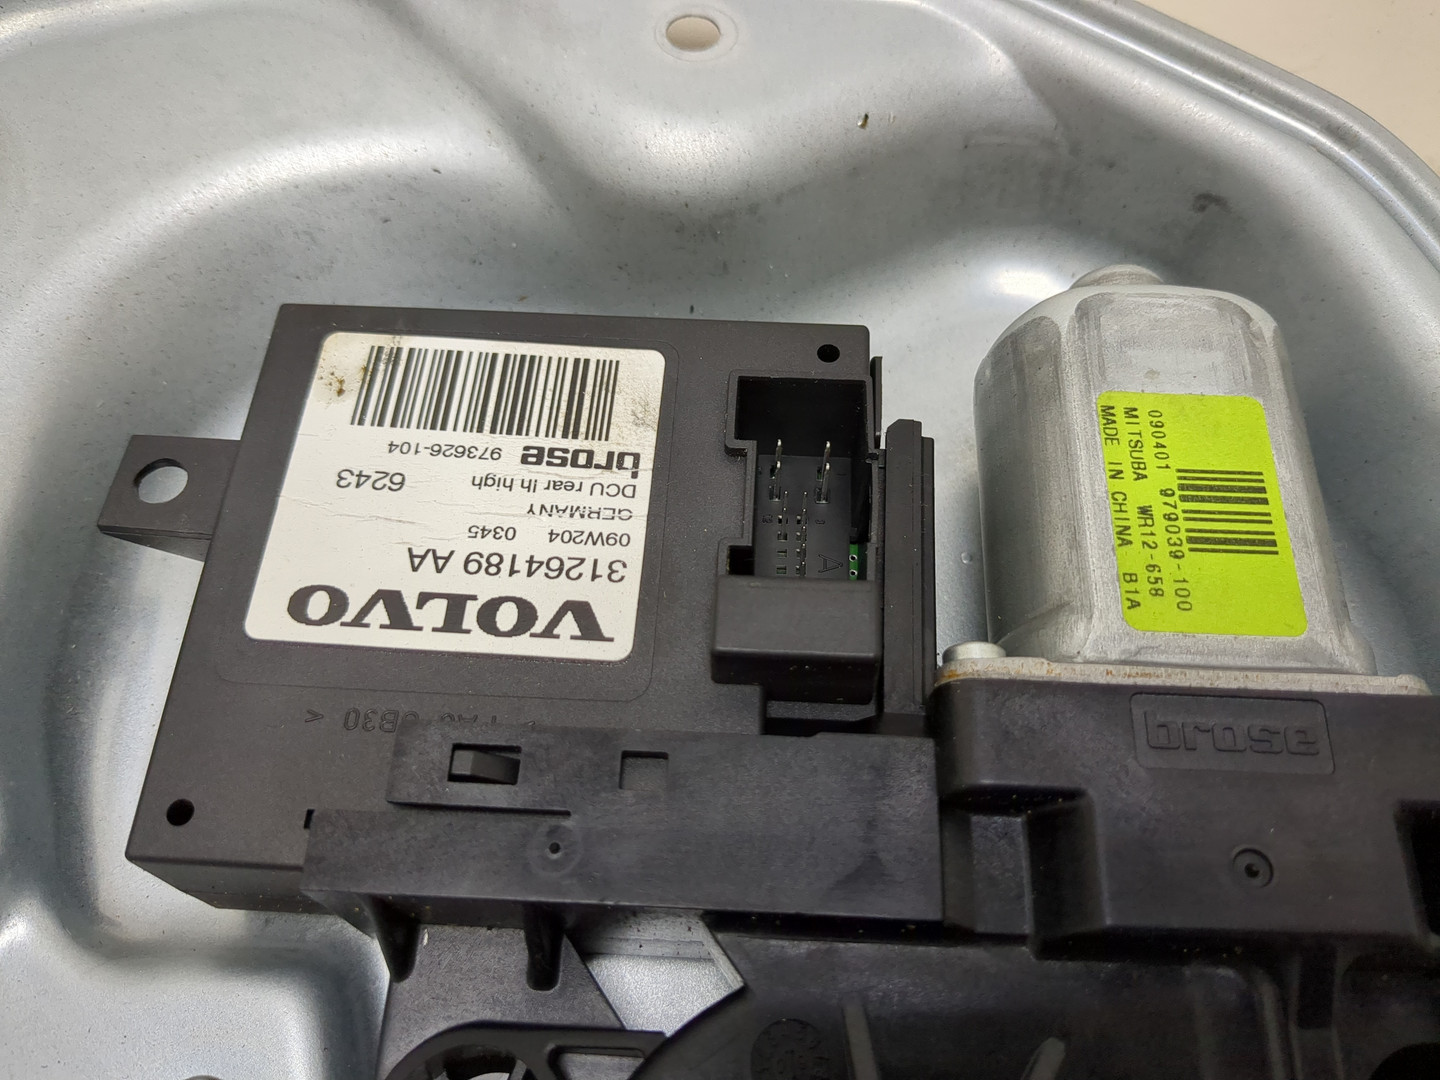 VOLVO
31264189 AA
09W204 0345
GERMANY
DCU rear lh high 6243
brose 973626-104
090401 979039-100
MITSUBA WR12-658
MADE IN CHINA B1A
brose
A